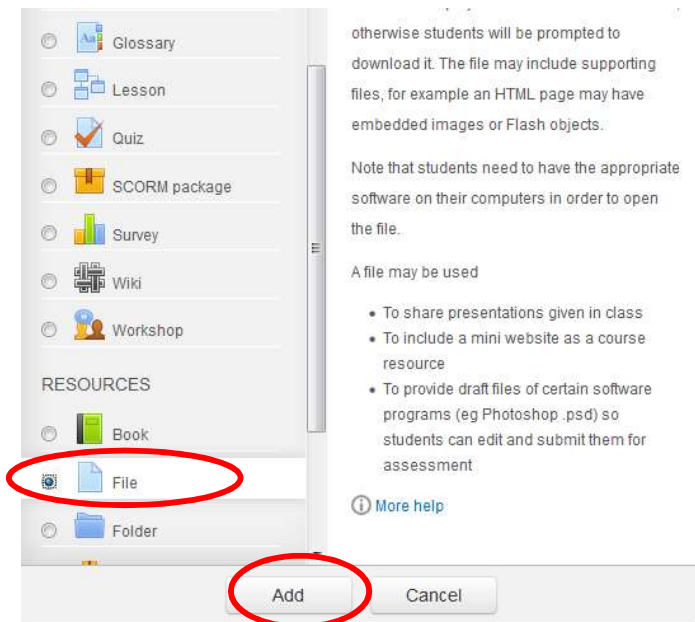 Glossary
Lesson
Quiz
SCORM package
Survey
Wiki
Workshop
RESOURCES
Book
File
Folder
otherwise students will be prompted to
download it. The file may include supporting
files, for example an HTML page may have
embedded images or Flash objects.
Note that students need to have the appropriate
software on their computers in order to open
the file.
A file may be used
• To share presentations given in class
• To include a mini website as a course
resource
• To provide draft files of certain software
programs (eg Photoshop .psd) so
students can edit and submit them for
assessment
More help
Add
Cancel